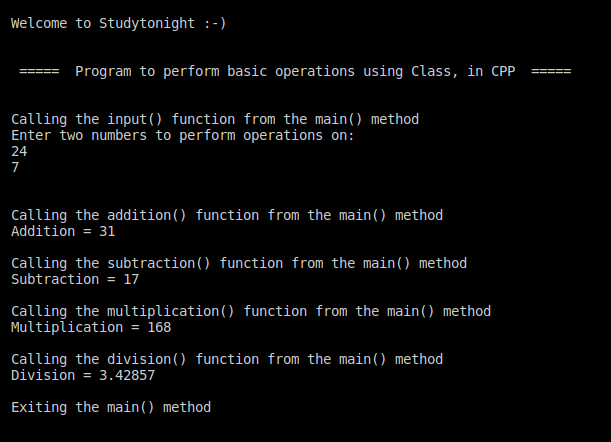 Welcome to Studytonight :-)
===== Program to perform basic operations using Class, in CPP =====
Calling the input() function from the main() method
Enter two numbers to perform operations on:
24
7
Calling the addition() function from the main() method
Addition = 31
Calling the subtraction() function from the main() method
Subtraction = 17
Calling the multiplication() function from the main() method
Multiplication = 168
Calling the division() function from the main() method
Division = 3.42857
Exiting the main() method